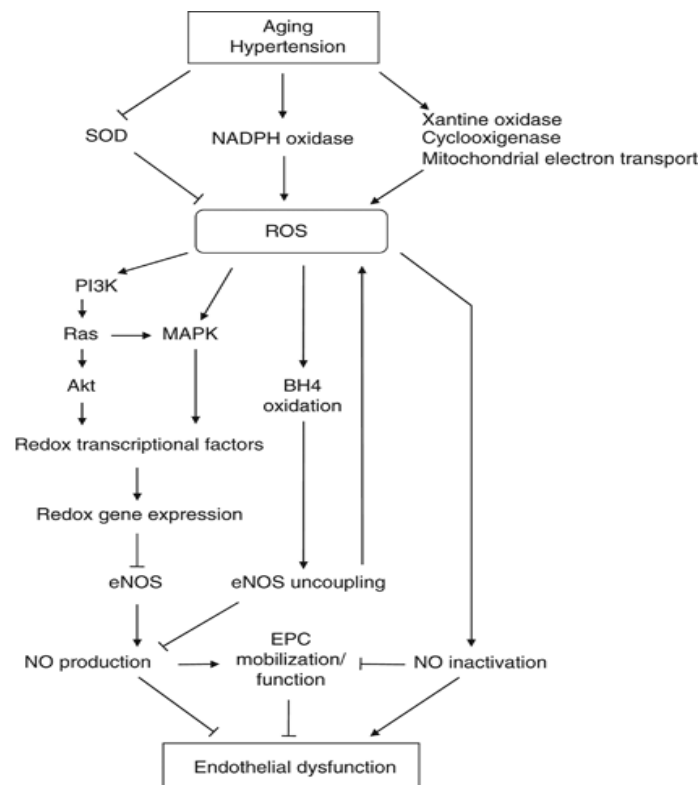 Aging
Hypertension
SOD
NADPH oxidase
Xantine oxidase
Cyclooxigenase
Mitochondrial electron transport
ROS
PI3K
Ras
MAPK
Akt
BH4
oxidation
Redox transcriptional factors
Redox gene expression
eNOS
eNOS uncoupling
NO production
EPC
mobilization/
function
NO inactivation
Endothelial dysfunction